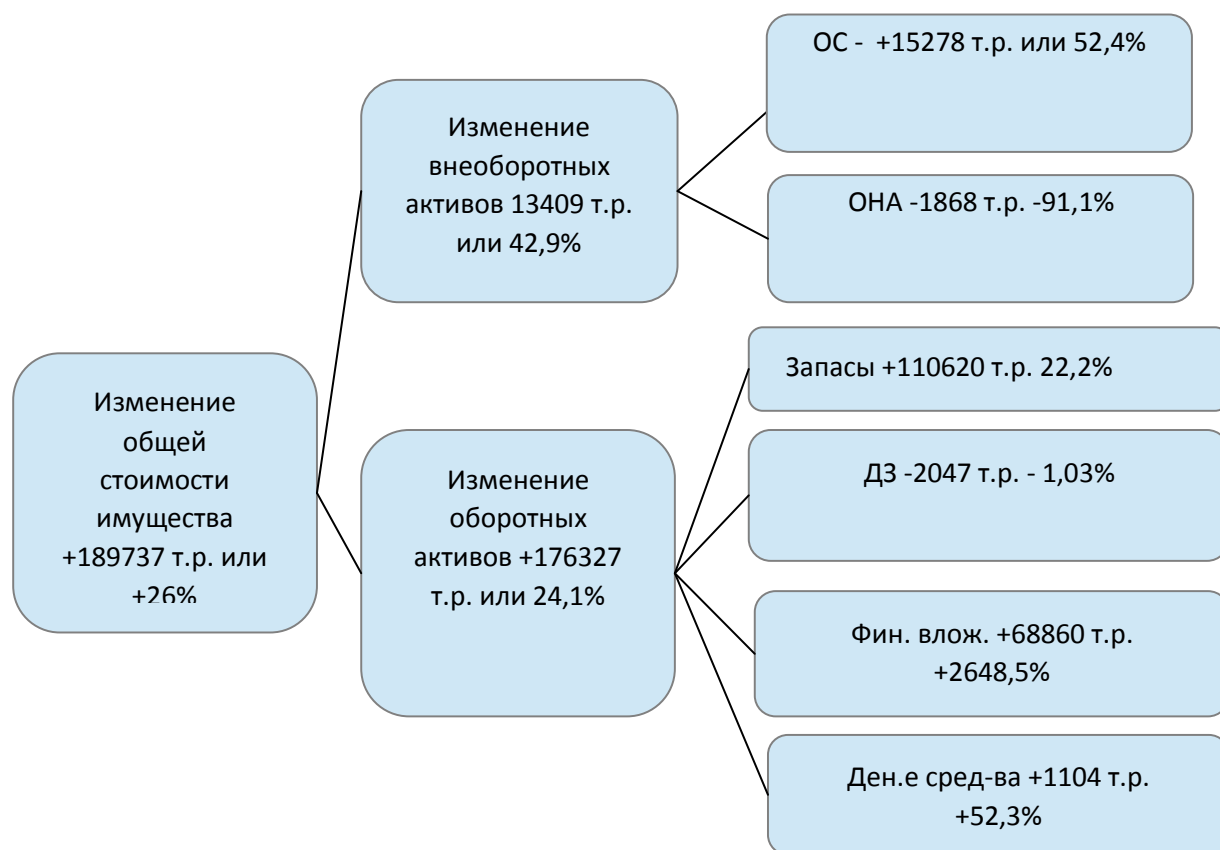 Изменение
общей
стоимости
имущества
+189737 т.р. или
+26%
Изменение
внеоборотных
активов 13409 т.р.
или 42,9%
ОС - +15278 т.р. или 52,4%
ОНА -1868 т.р. -91,1%
Изменение
оборотных
активов +176327
т.р. или 24,1%
Запасы +110620 т.р. 22,2%
ДЗ -2047 т.р. - 1,03%
Фин. влож. +68860 т.р.
+2648,5%
Ден.е сред-ва +1104 т.р.
+52,3%